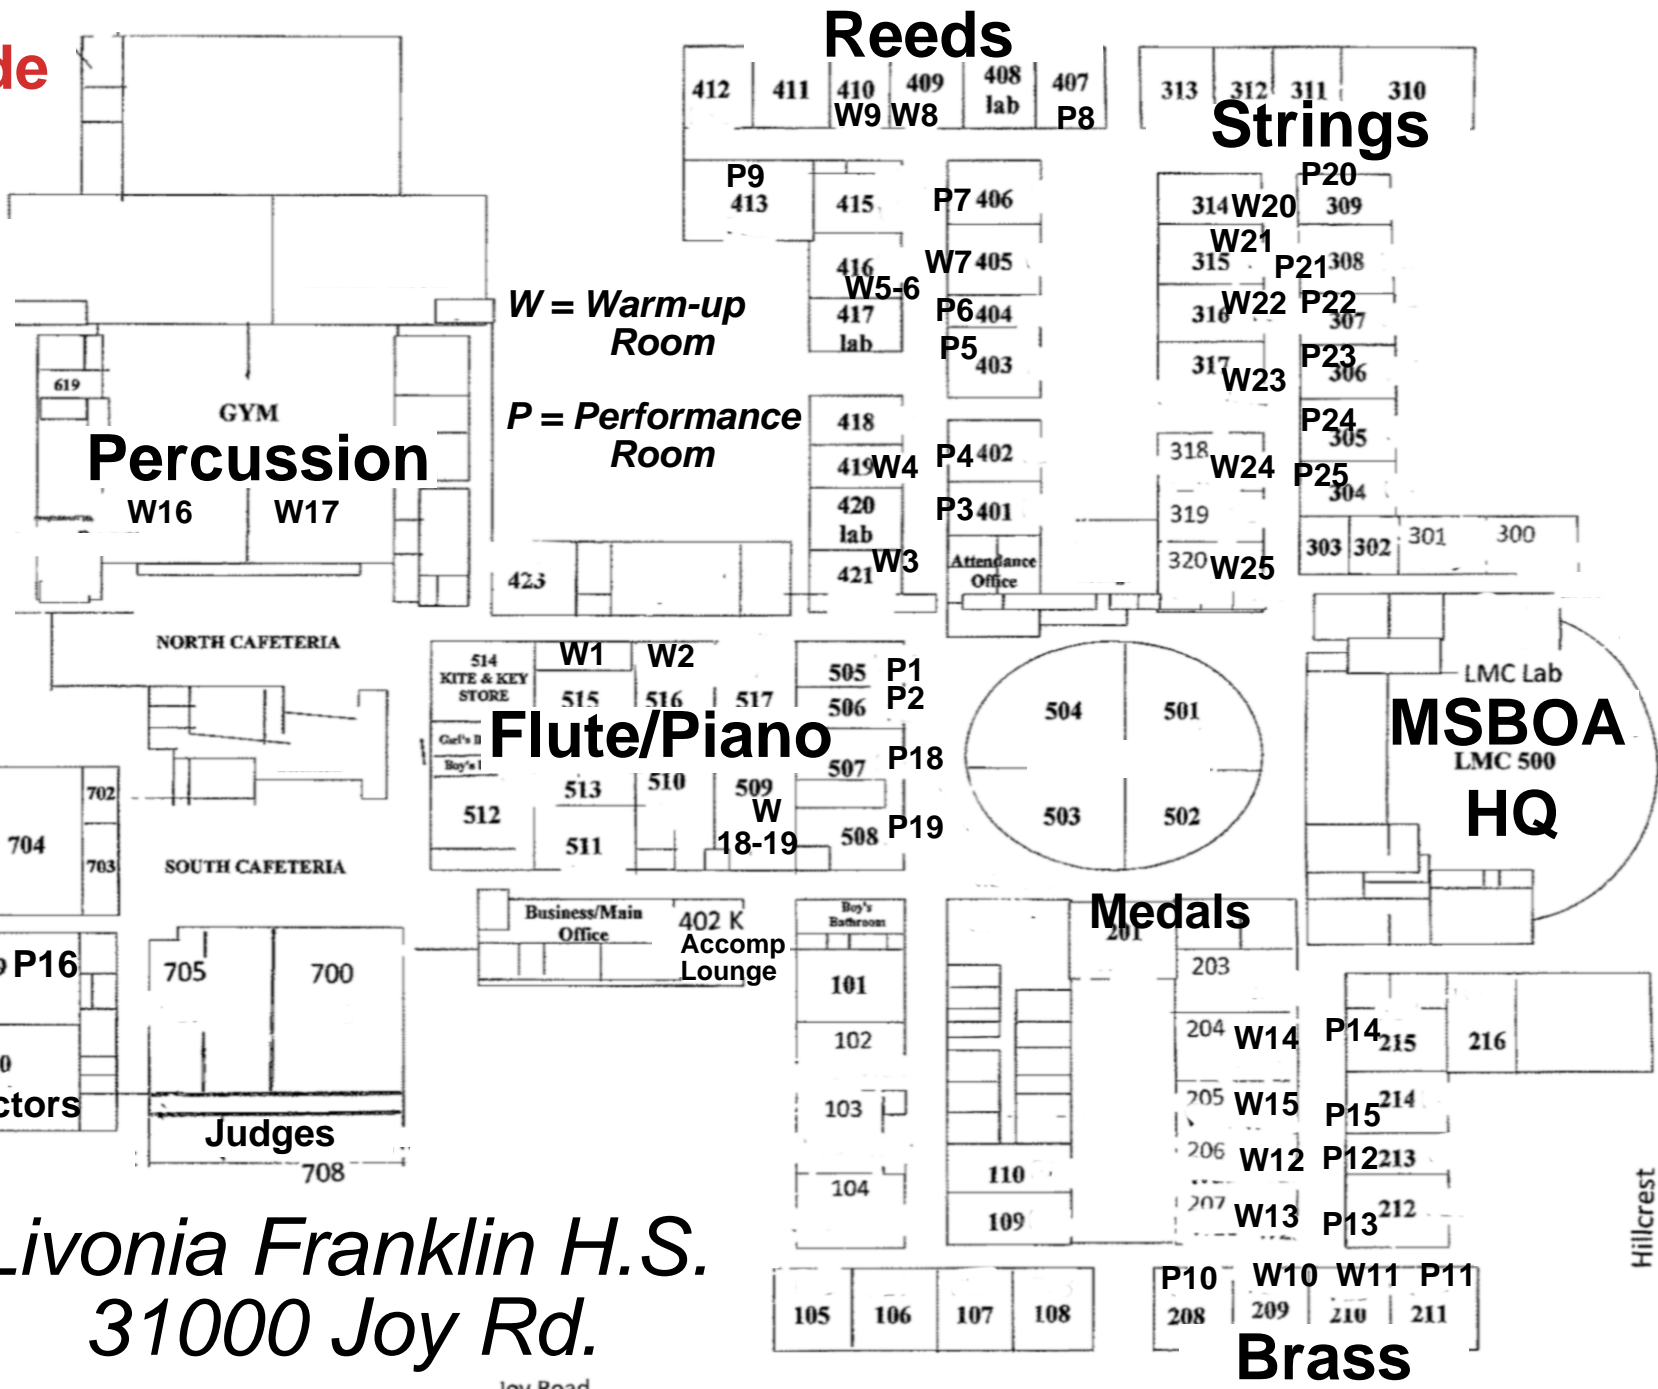 de
Reeds
412 411 410 409 408 lab 407
W9 W8 P8
313 312 311 310
Strings
P9
413 415 P7 406
P20
314 W20 309
W21
315 P21 308
416 W7 405
W5-6
417 lab P6 404
P5 403
W = Warm-up
Room
316 W22 P22 307
317 W23 P23 306
619
GYM
Percussion
W16 W17
P = Performance
Room
418
419 W4 P4 402
420 lab P3 401
421 W3 Attendance Office
P24 305
318 W24 P25 304
319
320 W25
303 302 301 300
423
NORTH CAFETERIA
514
KITE & KEY
STORE
W1 W2
515 516 517
505 P1
506 P2
Flute/Piano
507 P18
513 510 509
W
18-19
512 511 508 P19
504 501
503 502
LMC Lab
MSBOA
LMC 500
HQ
702
704 703
SOUTH CAFETERIA
Business/Main
Office
402 K
Accomp
Lounge
Boy's
Bathroom
Medals
201
P16
705 700
101
102
103
104
203
204 W14 P14 215 216
205 W15 P15 214
206 W12 P12 213
207 W13 P13 212
0
ctors
Judges
708
110
109
Hillcrest
Livonia Franklin H.S.
31000 Joy Rd.
105 106 107 108
P10 W10 W11 P11
208 209 210 211
Brass
Joy Road